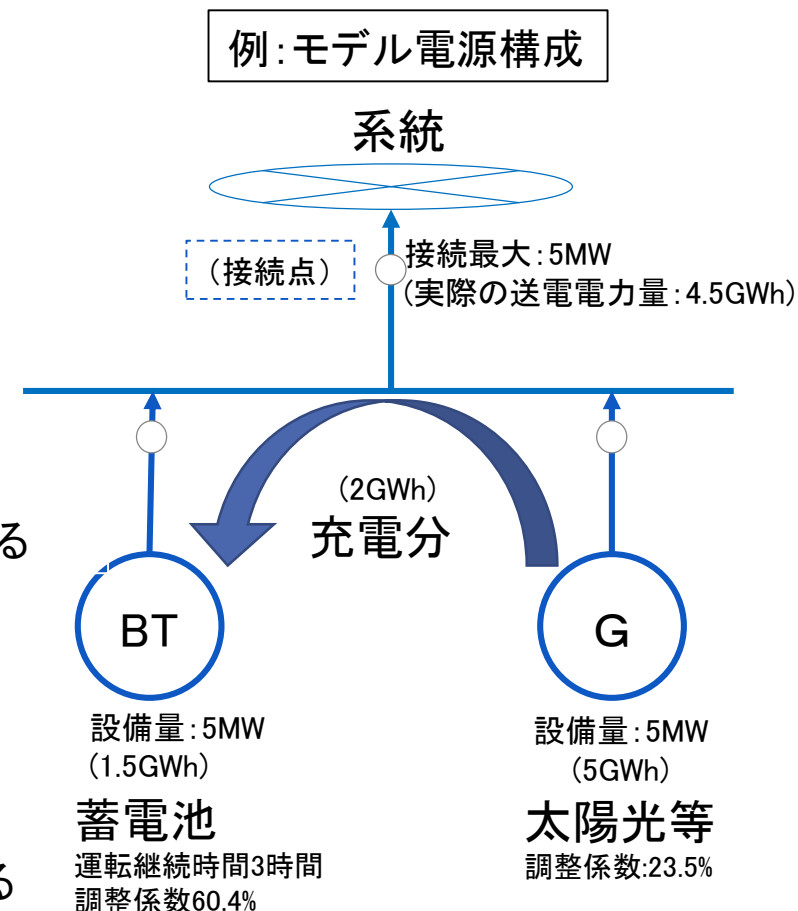 例:モデル電源構成
系統
(接続点)
接続最大:5MW
(実際の送電電力量:4.5GWh)
(2GWh)
充電分
る
BT
G
設備量:5MW
(1.5GWh)
蓄電池
運転継続時間3時間
調整係数60.4%
設備量:5MW
(5GWh)
太陽光等
調整係数:23.5%
る